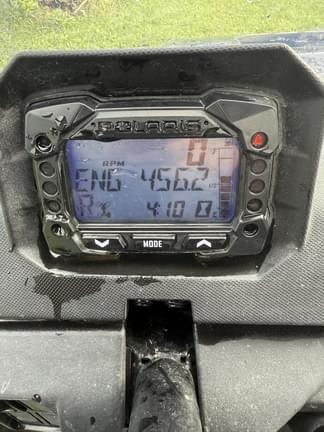 POLARIS
0
RPM
ENG 456.2
R 410
MODE